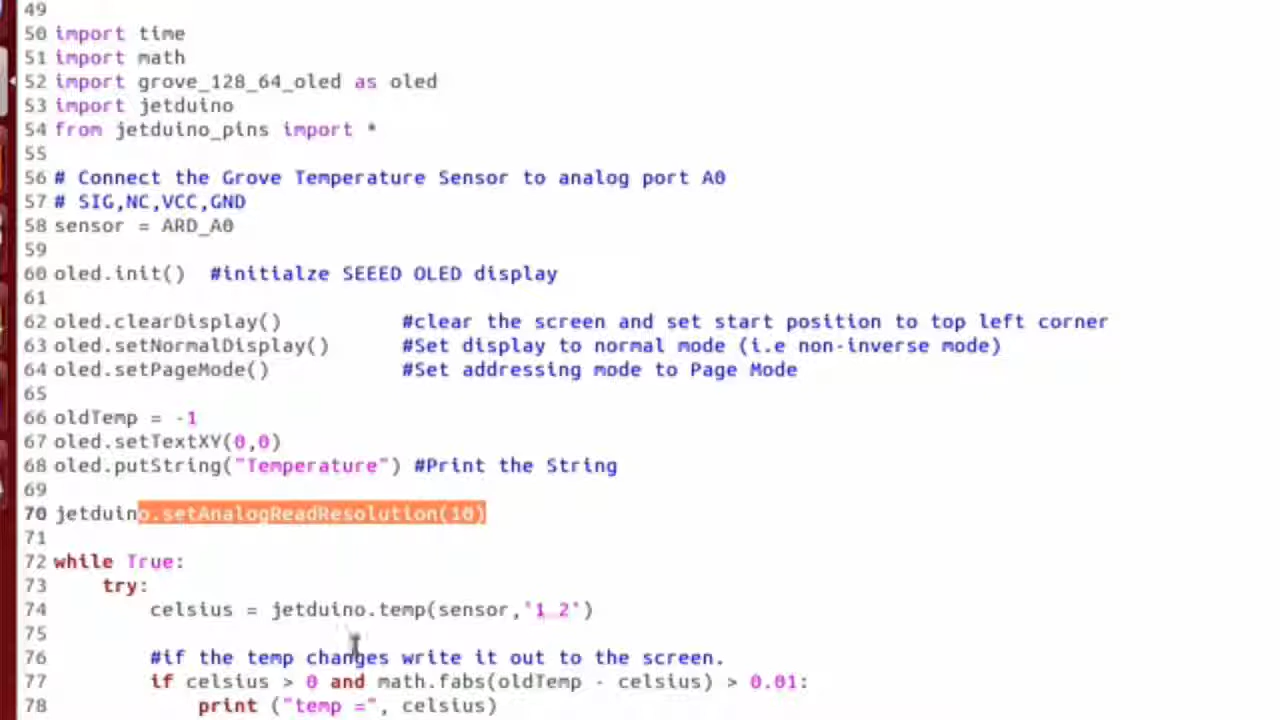 49
50 import time
51 import math
52 import grove_128_64_oled as oled
53 import jetduino
54 from jetduino_pins import *
55
56 # Connect the Grove Temperature Sensor to analog port A0
57 # SIG,NC,VCC,GND
58 sensor = ARD_A0
59
60 oled.init()  #initialze SEEED OLED display
61
62 oled.clearDisplay()          #clear the screen and set start position to top left corner
63 oled.setNormalDisplay()      #Set display to normal mode (i.e non-inverse mode)
64 oled.setPageMode()           #Set addressing mode to Page Mode
65
66 oldTemp = -1
67 oled.setTextXY(0,0)
68 oled.putString("Temperature") #Print the String
69
70 jetduino.setAnalogReadResolution(10)
71
72 while True:
73     try:
74         celsius = jetduino.temp(sensor,'1_2')
75
76         #if the temp changes write it out to the screen.
77         if celsius > 0 and math.fabs(oldTemp - celsius) > 0.01:
78             print ("temp =", celsius)